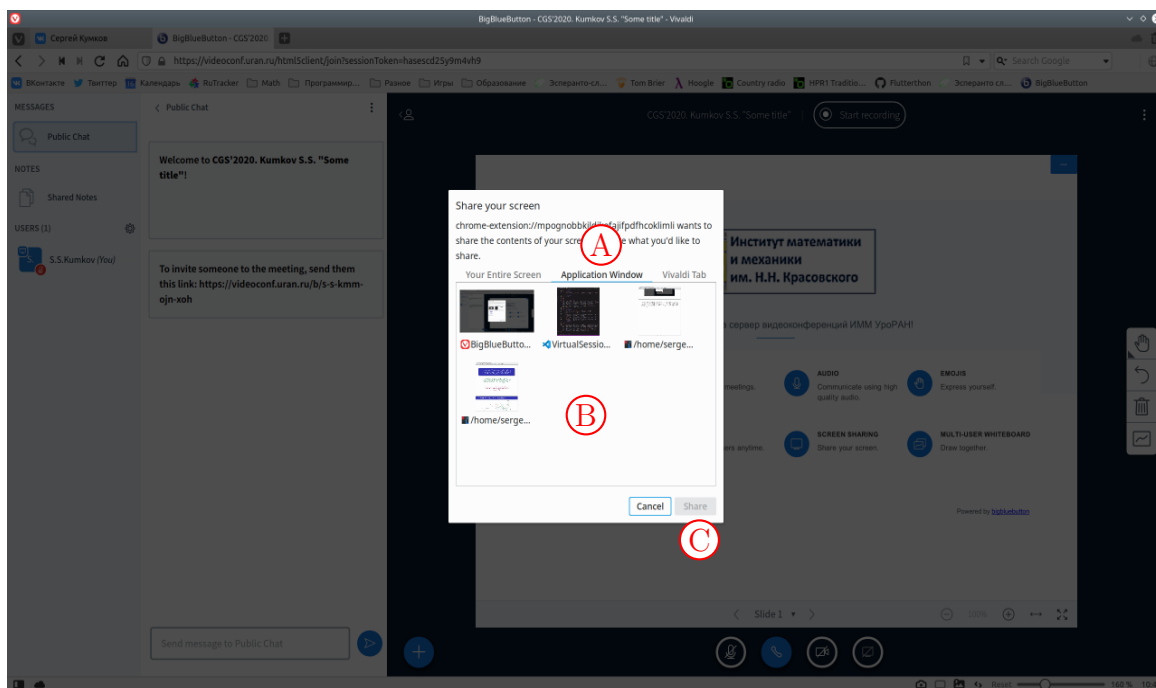 BigBlueButton - CGS'2020. Kumkov S.S. "Some title" - Vivaldi
Сергей Кумков
BigBlueButton - CGS'2020.
https://videoconf.uran.ru/html5client/join?sessionToken=hasescd25y9m4vh9
Search Google
ВКонтакте
Твиттер
Календарь
RuTracker
Math
Программир...
Разное
Игры
Образование
Эсперанто-сл...
Tom Brier
Hoogle
Country radio
HPR1 Traditio...
Flutterthon
Эсперанто сл...
BigBlueButton
MESSAGES
Public Chat
NOTES
Shared Notes
USERS (1)
S.S.Kumkov (You)
Public Chat
Welcome to CGS'2020. Kumkov S.S. "Some
title"!
To invite someone to the meeting, send them
this link: https://videoconf.uran.ru/b/s-s-kmm-
ojn-xoh
Send message to Public Chat
CGS'2020. Kumkov S.S. "Some title"
Start recording
Share your screen
wants to
share the contents of your what you'd like to
share.
A
Your Entire Screen
Application Window
Vivaldi Tab
BigBlueButto...
VirtualSessio...
/home/serge...
/home/serge...
B
Cancel
Share
C
Институт математики
и механики
им. Н.Н. Красовского
сервер видеоконференций ИММ УроРАН!
AUDIO
Communicate using high
quality audio.
EMOJIS
Express yourself.
SCREEN SHARING
Share your screen.
MULTI-USER WHITEBOARD
Draw together.
anytime.
Powered by bigbluebutton
Slide 1
100%
Reset
160 %